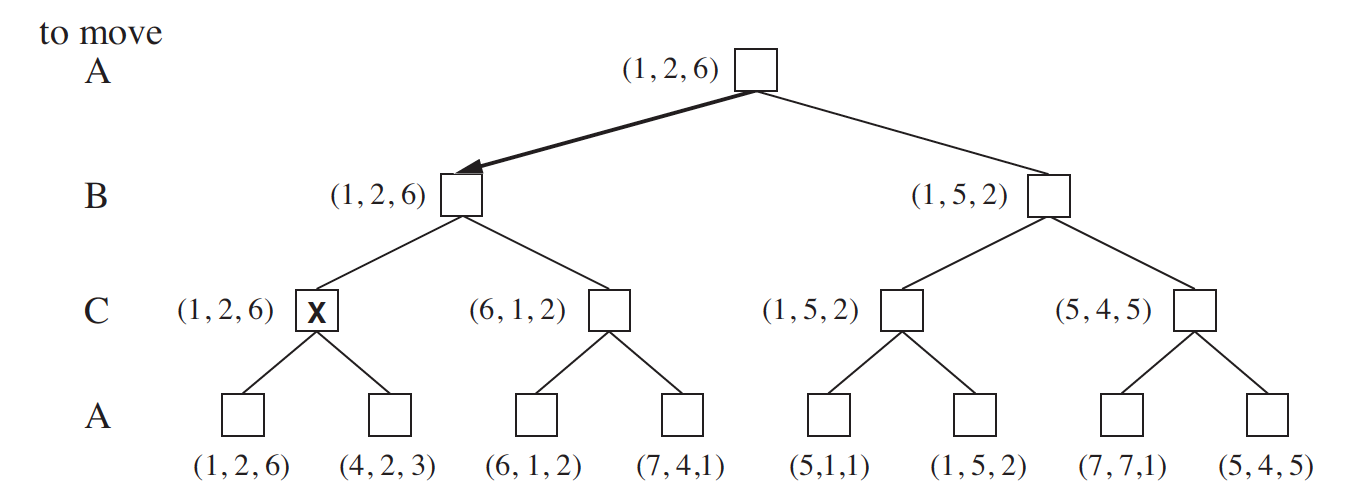 to move
A (1, 2, 6)
B (1, 2, 6) (1, 5, 2)
C (1, 2, 6) X (6, 1, 2) (1, 5, 2) (5, 4, 5)
A
(1, 2, 6) (4, 2, 3) (6, 1, 2) (7, 4,1) (5,1,1) (1, 5, 2) (7, 7,1) (5, 4, 5)